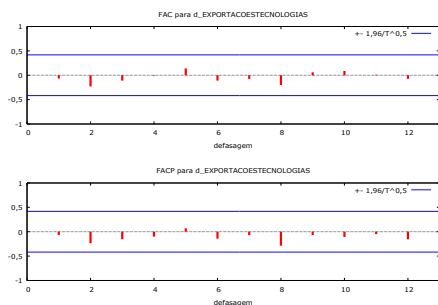 FAC para d_EXPORTACOESTECNOLOGIAS
+- 1,96/T^0,5
1
0,5
0
-0,5
-1
0 2 4 6 8 10 12
defasagem
FACP para d_EXPORTACOESTECNOLOGIAS
+- 1,96/T^0,5
1
0,5
0
-0,5
-1
0 2 4 6 8 10 12
defasagem